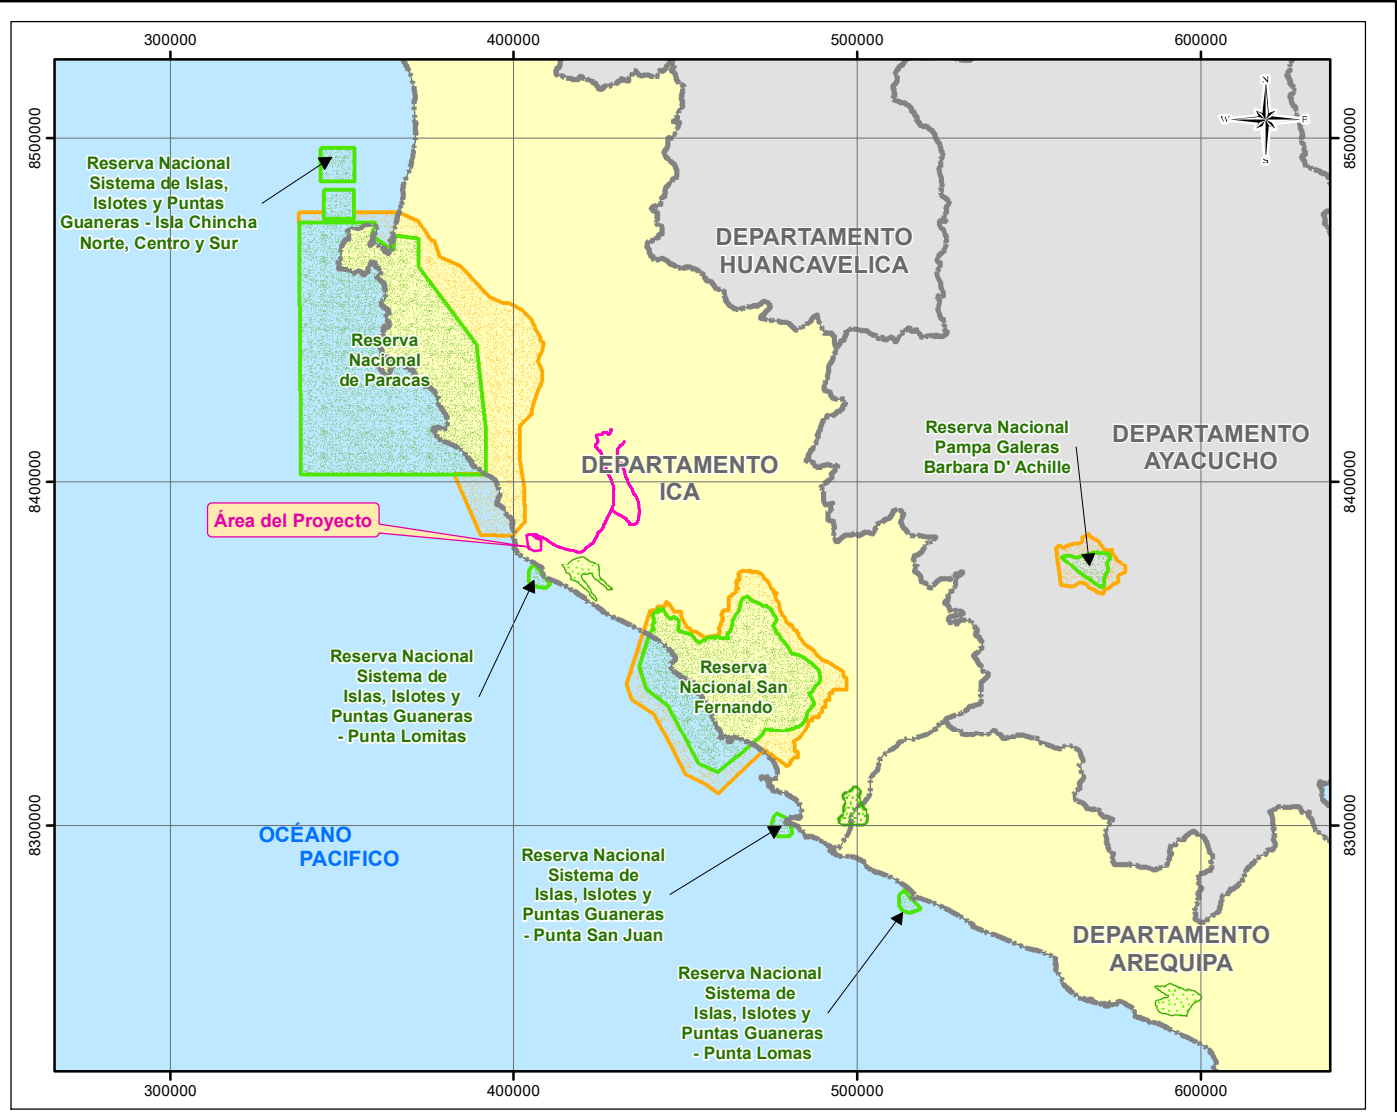 300000
400000
500000
600000
8500000
8500000
N
W
E
S
Reserva Nacional
Sistema de Islas,
Islotes y Puntas
Guaneras - Isla Chincha
Norte, Centro y Sur
DEPARTAMENTO
HUANCAVELICA
Reserva
Nacional
de Paracas
Reserva Nacional
Pampa Galeras
Barbara D' Achille
DEPARTAMENTO
AYACUCHO
DEPARTAMENTO
ICA
8400000
8400000
Área del Proyecto
Reserva Nacional
Sistema de
Islas, Islotes y
Puntas Guaneras
- Punta Lomitas
Reserva
Nacional San
Fernando
8300000
8300000
OCÉANO
PACIFICO
Reserva Nacional
Sistema de
Islas, Islotes y
Puntas Guaneras
- Punta San Juan
DEPARTAMENTO
AREQUIPA
Reserva Nacional
Sistema de
Islas, Islotes y
Puntas Guaneras
- Punta Lomas
300000
400000
500000
600000